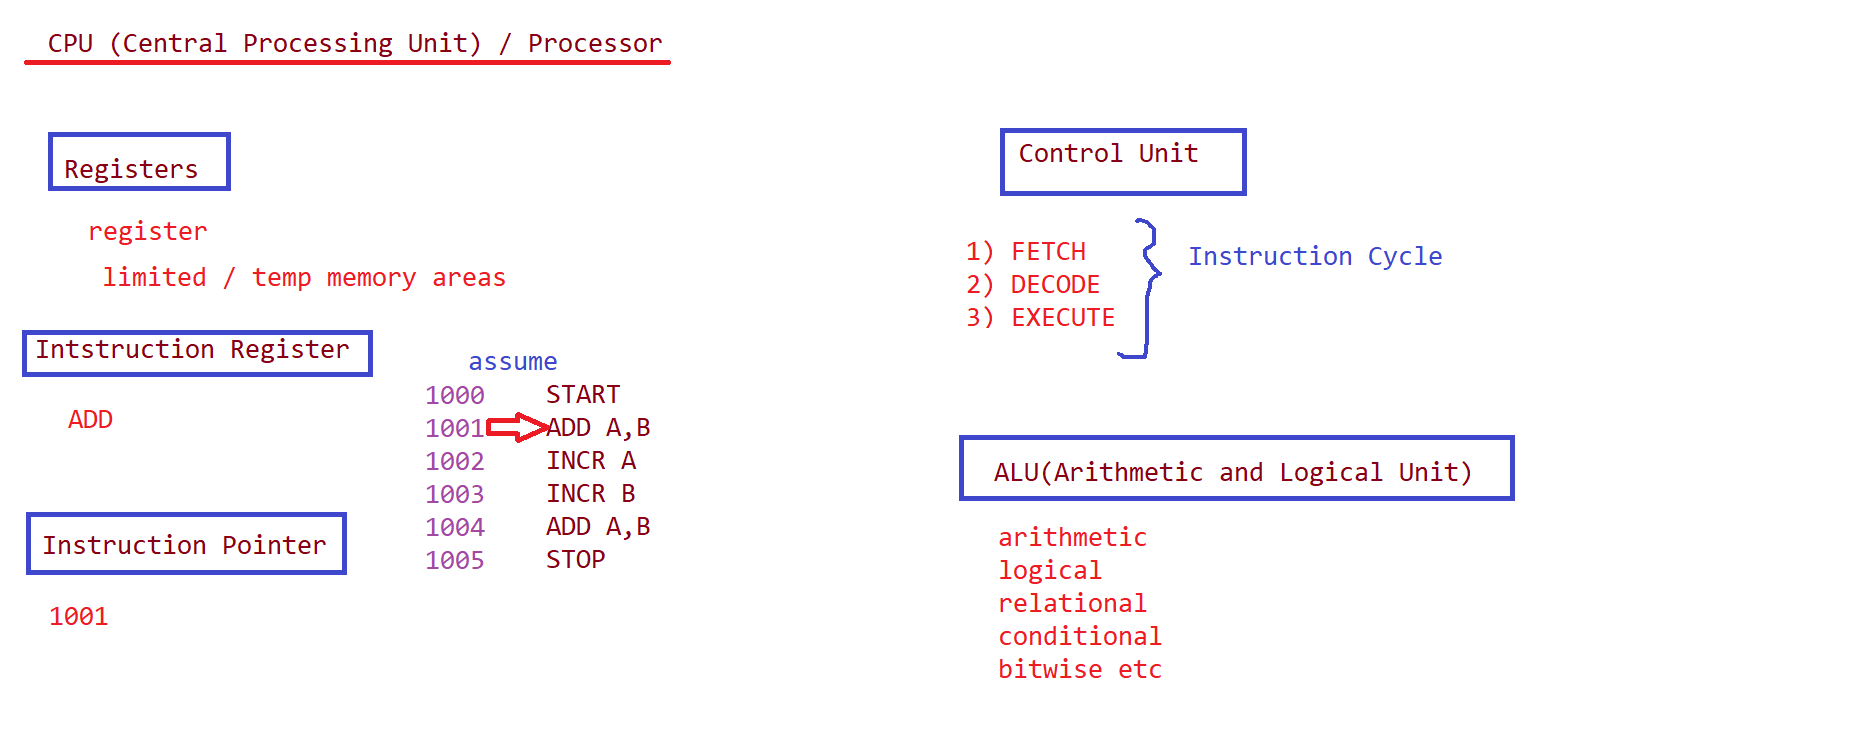 CPU (Central Processing Unit) / Processor
Registers
register
limited / temp memory areas
Intstruction Register
ADD
Instruction Pointer
1001
assume
1000 START
1001 ADD A,B
1002 INCR A
1003 INCR B
1004 ADD A,B
1005 STOP
Control Unit
1) FETCH
2) DECODE
3) EXECUTE
Instruction Cycle
ALU(Arithmetic and Logical Unit)
arithmetic
logical
relational
conditional
bitwise etc